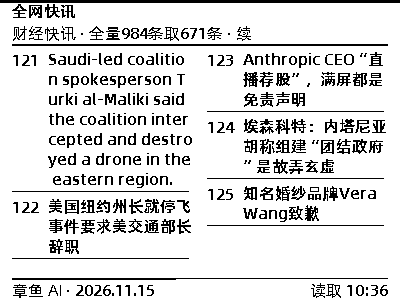 全网快讯
财经快讯 · 全量984条取671条 · 续
121 Saudi-led coalitio
n spokesperson T
urki al-Maliki said
the coalition inter
cepted and destro
yed a drone in the
eastern region.
122 美国纽约州长就停飞
事件要求美交通部长
辞职
123 Anthropic CEO“直
播荐股”，满屏都是
免责声明
124 埃森科特：内塔尼亚
胡称组建“团结政府
”是故弄玄虚
125 知名婚纱品牌Vera
Wang致歉
章鱼 AI · 2026.11.15
读取 10:36